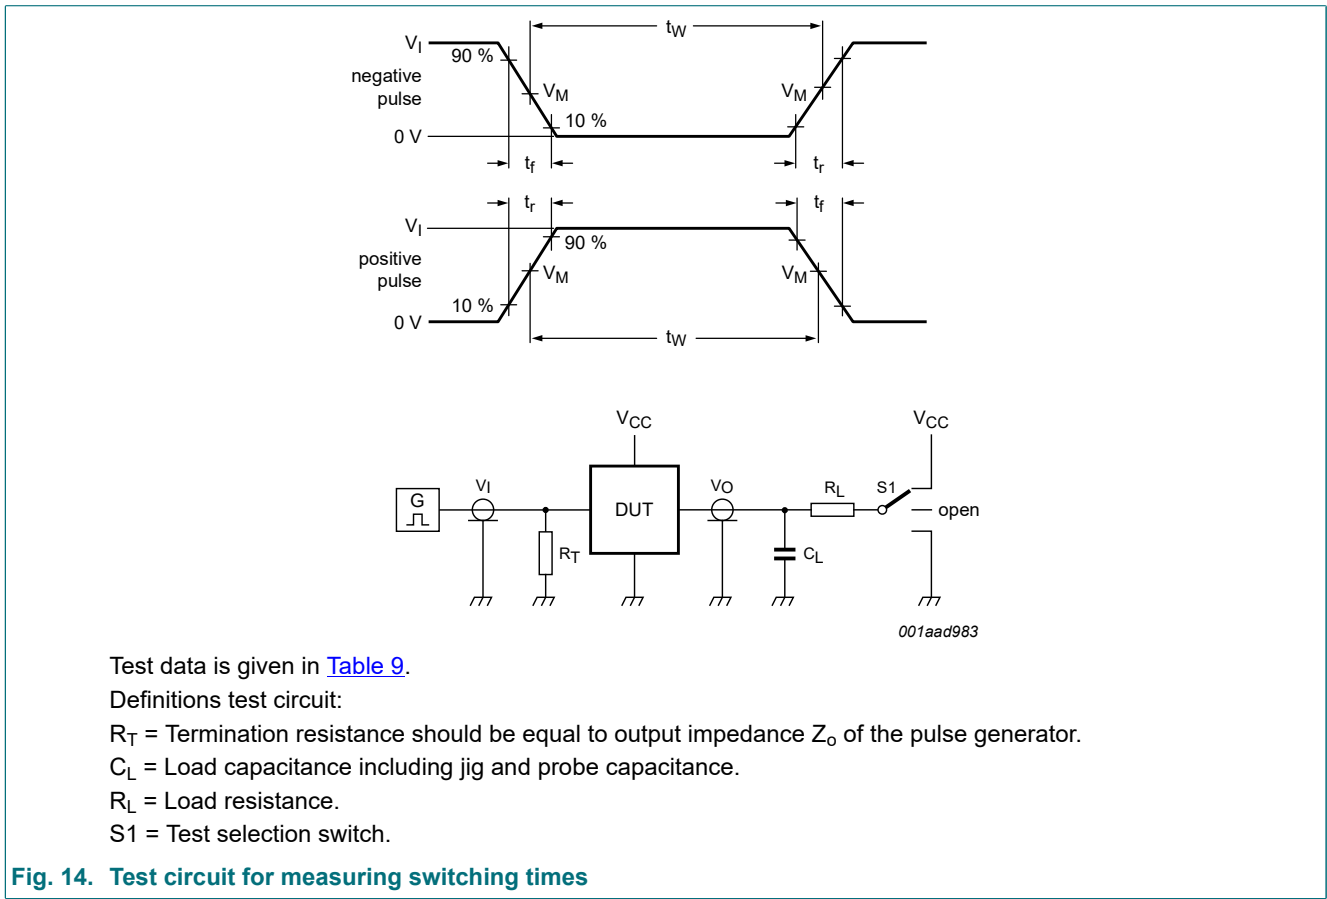 tW
VI
90 %
negative
pulse
VM
VM
10 %
0 V
tf
tr
tr
tf
VI
90 %
positive
pulse
VM
VM
10 %
0 V
tW
VCC
VCC
G
VI
DUT
VO
RL
S1
open
RT
CL
001aad983
Test data is given in Table 9.
Definitions test circuit:
RT = Termination resistance should be equal to output impedance Zo of the pulse generator.
CL = Load capacitance including jig and probe capacitance.
RL = Load resistance.
S1 = Test selection switch.
Fig. 14. Test circuit for measuring switching times